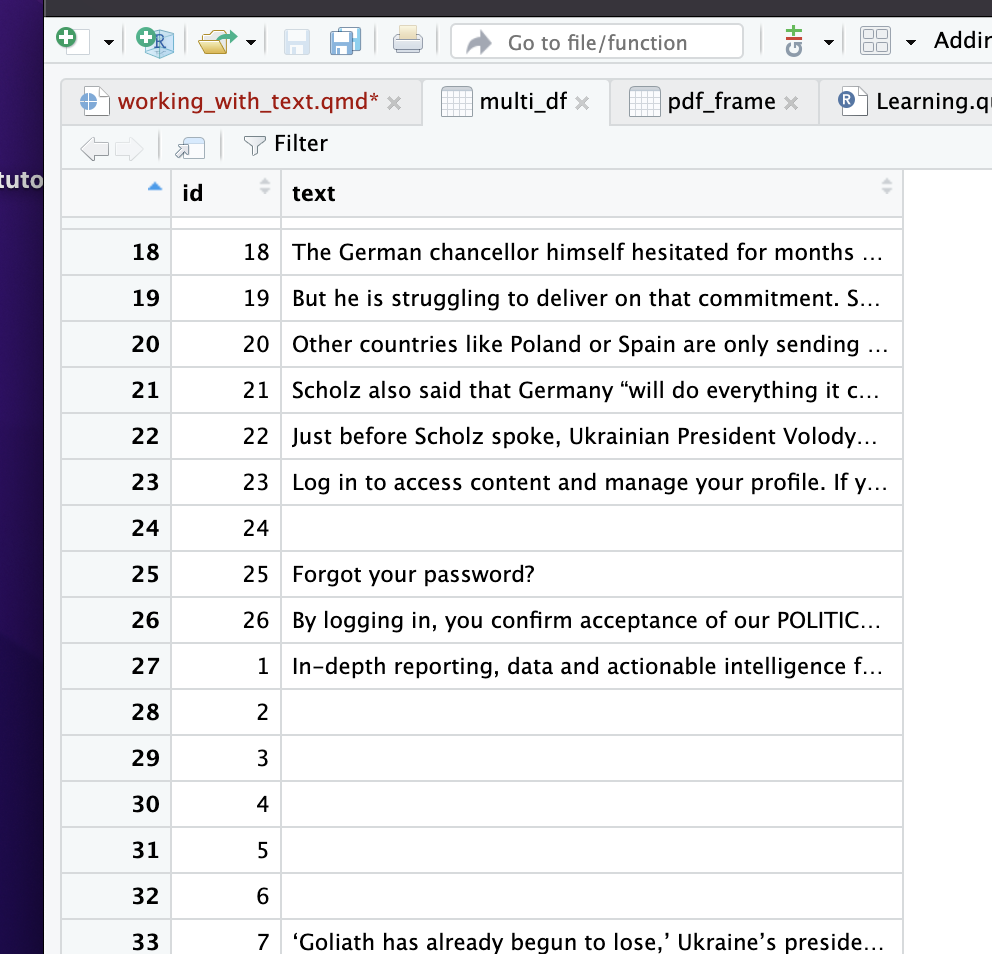 Go to file/function
Addin
tuto
working_with_text.qmd*
multi_df
pdf_frame
Learning.q
Filter
id text
18 18 The German chancellor himself hesitated for months ...
19 19 But he is struggling to deliver on that commitment. S...
20 20 Other countries like Poland or Spain are only sending ...
21 21 Scholz also said that Germany “will do everything it c...
22 22 Just before Scholz spoke, Ukrainian President Volody...
23 23 Log in to access content and manage your profile. If y...
24 24
25 25 Forgot your password?
26 26 By logging in, you confirm acceptance of our POLITIC...
27 1 In-depth reporting, data and actionable intelligence f...
28 2
29 3
30 4
31 5
32 6
33 7 ‘Goliath has already begun to lose,’ Ukraine’s preside...